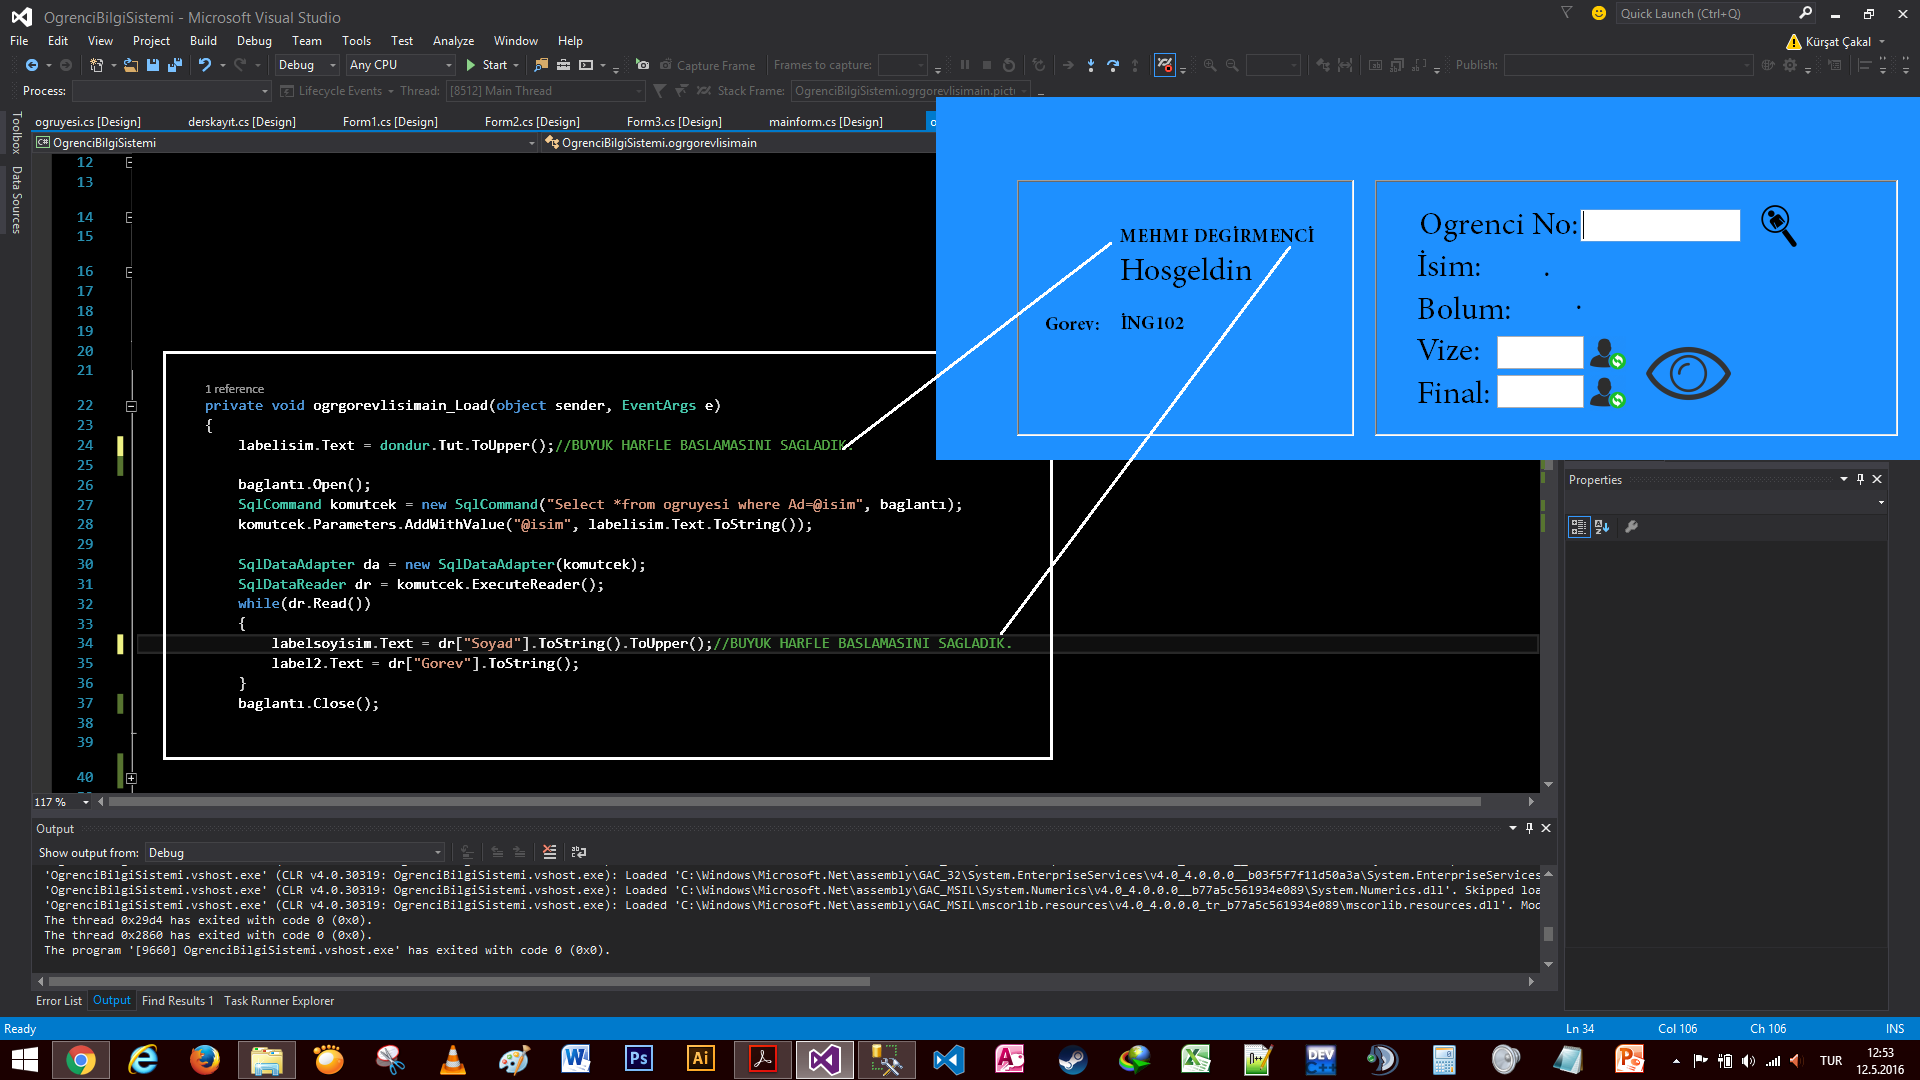 OgrenciBilgiSistemi - Microsoft Visual Studio
Quick Launch (Ctrl+Q)
File Edit View Project Build Debug Team Tools Test Analyze Window Help
Kürşat Çakal
Debug Any CPU Start Capture Frame Frames to capture: Publish:
Process: Lifecycle Events Thread: [8512] Main Thread Stack Frame: OgrenciBilgiSistemi.ogrgorevlisimain.pict
Toolbox
Data Sources
ogruyesi.cs [Design] derskayıt.cs [Design] Form1.cs [Design] Form2.cs [Design] Form3.cs [Design] mainform.cs [Design]
OgrenciBilgiSistemi OgrenciBilgiSistemi.ogrgorevlisimain
12
13
14
15
16
17
18
19
20
21
1 reference
22 private void ogrgorevlisimain_Load(object sender, EventArgs e)
23 {
24 labelisim.Text = dondur.Tut.ToUpper();//BUYUK HARFLE BASLAMASINI SAGLADIK.
25
26 baglantı.Open();
27 SqlCommand komutcek = new SqlCommand("Select *from ogruyesi where Ad=@isim", baglantı);
28 komutcek.Parameters.AddWithValue("@isim", labelisim.Text.ToString());
29
30 SqlDataAdapter da = new SqlDataAdapter(komutcek);
31 SqlDataReader dr = komutcek.ExecuteReader();
32 while(dr.Read())
33 {
34 labelsoyisim.Text = dr["Soyad"].ToString().ToUpper();//BUYUK HARFLE BASLAMASINI SAGLADIK.
35 label2.Text = dr["Gorev"].ToString();
36 }
37 baglantı.Close();
38
39
40
MEHME DEGİRMENCİ
Hosgeldin
Gorev: İNG102
Ogrenci No:
İsim: .
Bolum: .
Vize:
Final:
Properties
117 %
Output
Show output from: Debug
'OgrenciBilgiSistemi.vshost.exe' (CLR v4.0.30319: OgrenciBilgiSistemi.vshost.exe): Loaded 'C:\Windows\Microsoft.Net\assembly\GAC_32\System.EnterpriseServices\v4.0_4.0.0.0__b03f5f7f11d50a3a\System.EnterpriseServices
'OgrenciBilgiSistemi.vshost.exe' (CLR v4.0.30319: OgrenciBilgiSistemi.vshost.exe): Loaded 'C:\Windows\Microsoft.Net\assembly\GAC_MSIL\System.Numerics\v4.0_4.0.0.0__b77a5c561934e089\System.Numerics.dll'. Skipped loa
'OgrenciBilgiSistemi.vshost.exe' (CLR v4.0.30319: OgrenciBilgiSistemi.vshost.exe): Loaded 'C:\Windows\Microsoft.Net\assembly\GAC_MSIL\mscorlib.resources\v4.0_4.0.0.0_tr_b77a5c561934e089\mscorlib.resources.dll'. Mod
The thread 0x29d4 has exited with code 0 (0x0).
The thread 0x2860 has exited with code 0 (0x0).
The program '[9660] OgrenciBilgiSistemi.vshost.exe' has exited with code 0 (0x0).
Error List Output Find Results 1 Task Runner Explorer
Ready Ln 34 Col 106 Ch 106 INS
Ps Ai DEV
TUR 12:53
12.5.2016